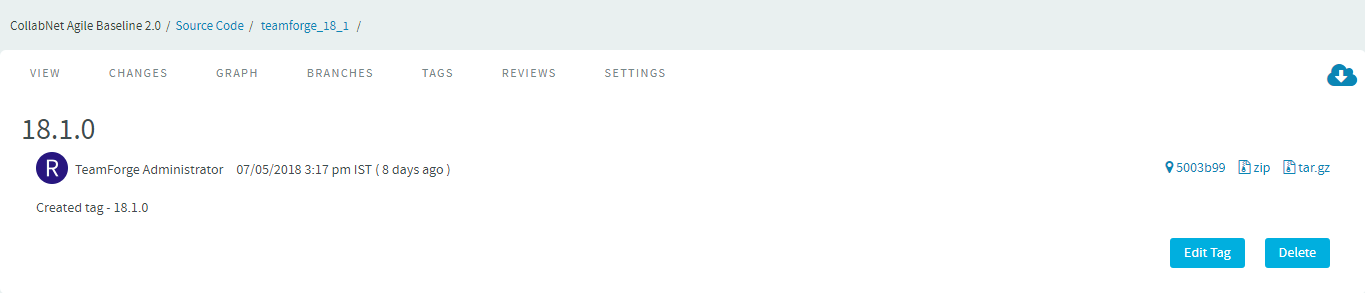 CollabNet Agile Baseline 2.0 / Source Code / teamforge_18_1 /
VIEW CHANGES GRAPH BRANCHES TAGS REVIEWS SETTINGS
18.1.0
R TeamForge Administrator 07/05/2018 3:17 pm IST ( 8 days ago ) 5003b99 zip tar.gz
Created tag - 18.1.0
Edit Tag Delete